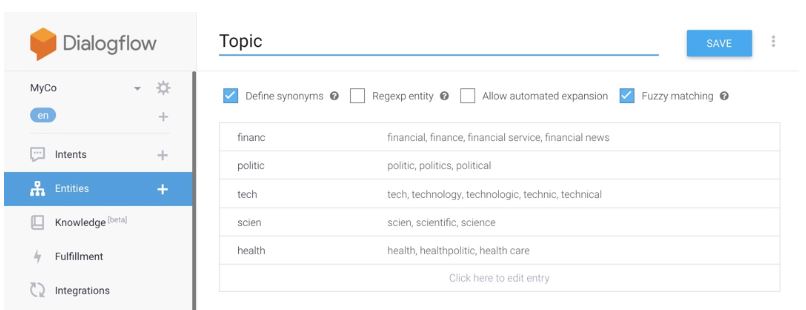 Dialogflow
Topic
SAVE
MyCo
en
Define synonyms
Regexp entity
Allow automated expansion
Fuzzy matching
Intents
Entities
Knowledge [beta]
Fulfillment
Integrations
financ financial, finance, financial service, financial news
politic politic, politics, political
tech tech, technology, technologic, technic, technical
scien scien, scientific, science
health health, healthpolitic, health care
Click here to edit entry